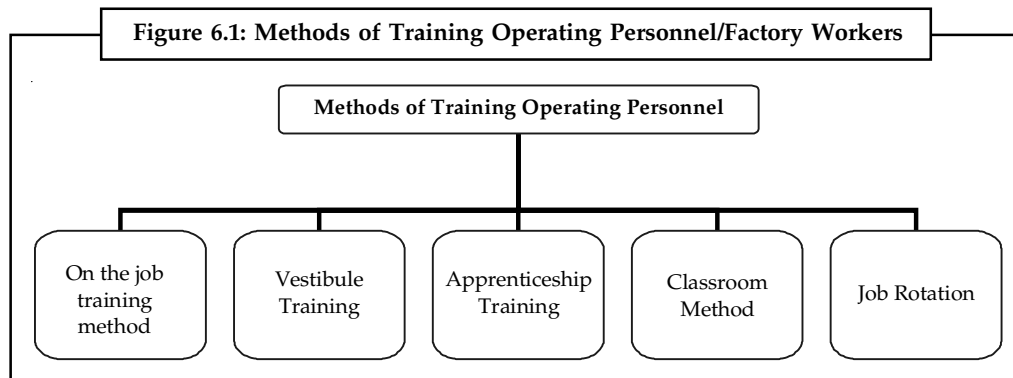 Figure 6.1: Methods of Training Operating Personnel/Factory Workers
Methods of Training Operating Personnel
On the job
training
method
Vestibule
Training
Apprenticeship
Training
Classroom
Method
Job Rotation